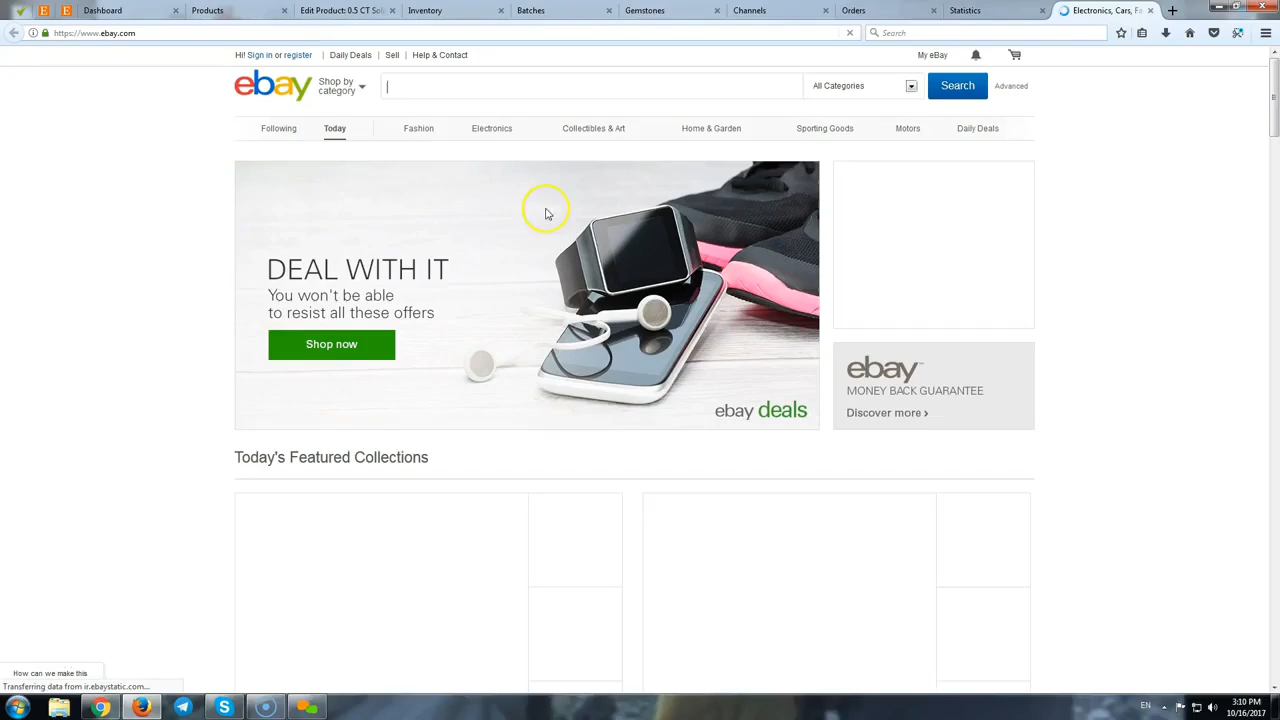 Dashboard
Products
Edit Product: 0.5 CT Sol
Inventory
Batches
Gemstones
Channels
Orders
Statistics
Electronics, Cars, Fa
https://www.ebay.com
Search
Hi! Sign in or register
Daily Deals
Sell
Help & Contact
My eBay
ebay
Shop by
category
All Categories
Search
Advanced
Following
Today
Fashion
Electronics
Collectibles & Art
Home & Garden
Sporting Goods
Motors
Daily Deals
DEAL WITH IT
You won't be able
to resist all these offers
Shop now
ebay deals
ebay™
MONEY BACK GUARANTEE
Discover more
Today's Featured Collections
How can we make this
Transferring data from ir.ebaystatic.com...
EN
3:10 PM
10/16/2017